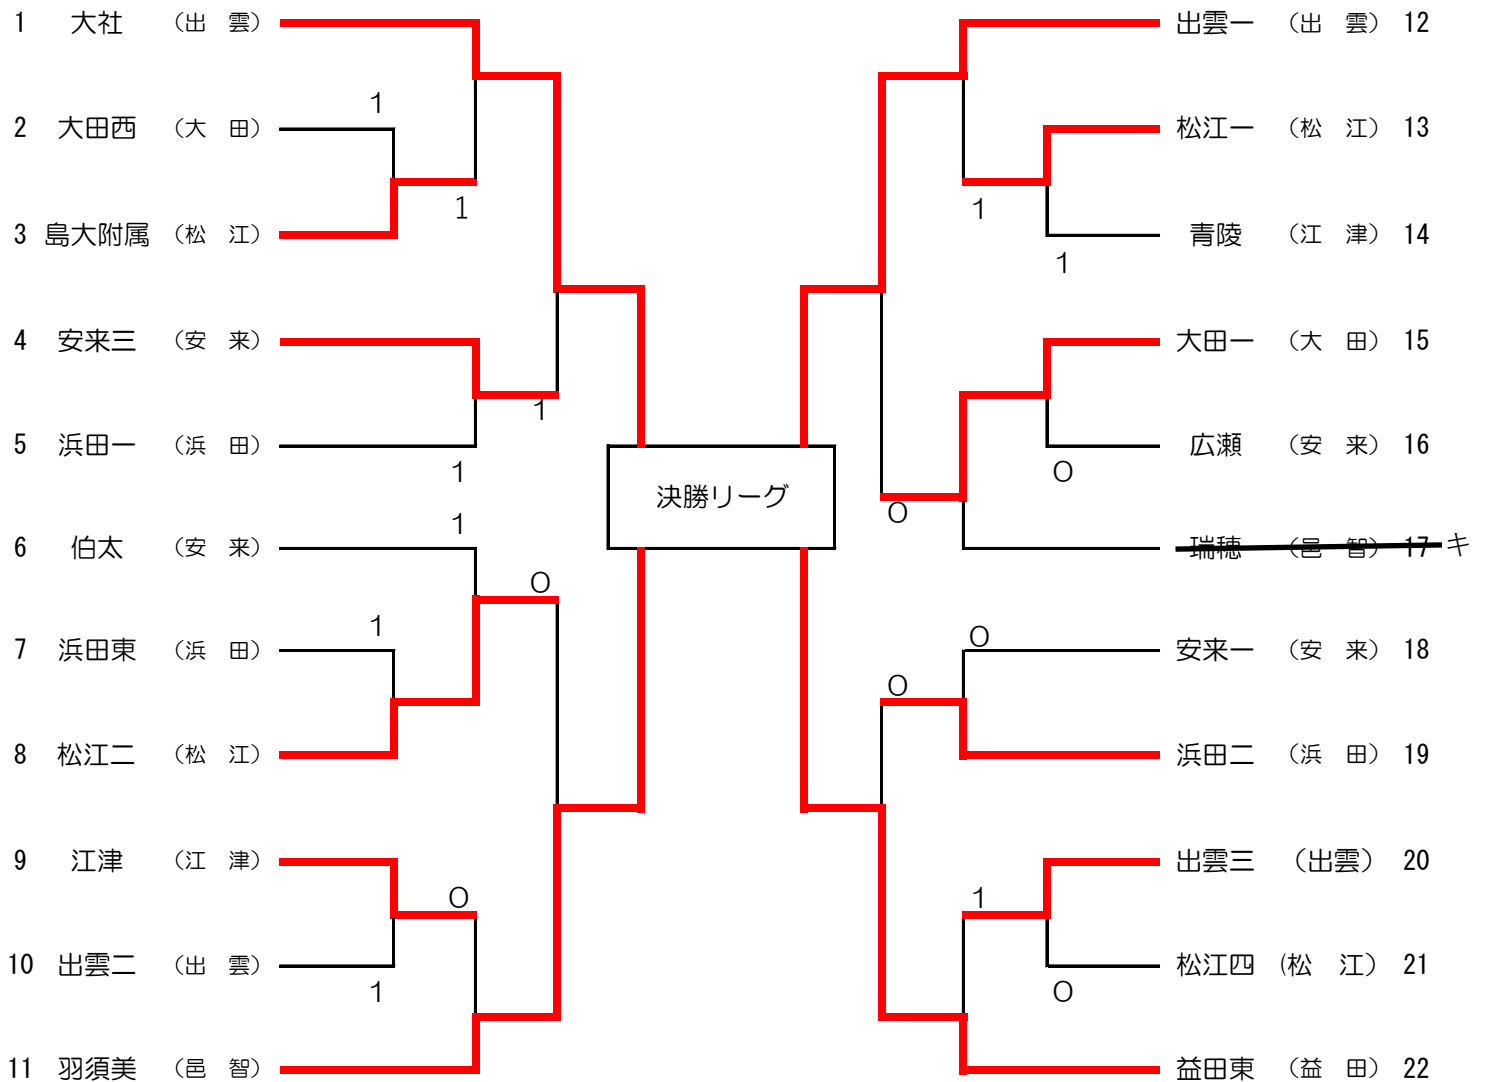 1 大社 （出 雲）
1
2 大田西 （大 田）
1
3 島大附属 （松 江）
4 安来三 （安 来）
1
5 浜田一 （浜 田）
1
1
6 伯太 （安 来）
0
1
7 浜田東 （浜 田）
8 松江二 （松 江）
9 江津 （江 津）
0
10 出雲二 （出 雲）
1
11 羽須美 （邑 智）
決勝リーグ
出雲一 （出 雲） 12
松江一 （松 江） 13
1
青陵 （江 津） 14
1
大田一 （大 田） 15
広瀬 （安 来） 16
0
0
瑞穂 （邑 智） 17 キ
0
安来一 （安 来） 18
0
浜田二 （浜 田） 19
出雲三 （出雲） 20
1
松江四 （松 江） 21
0
益田東 （益 田） 22